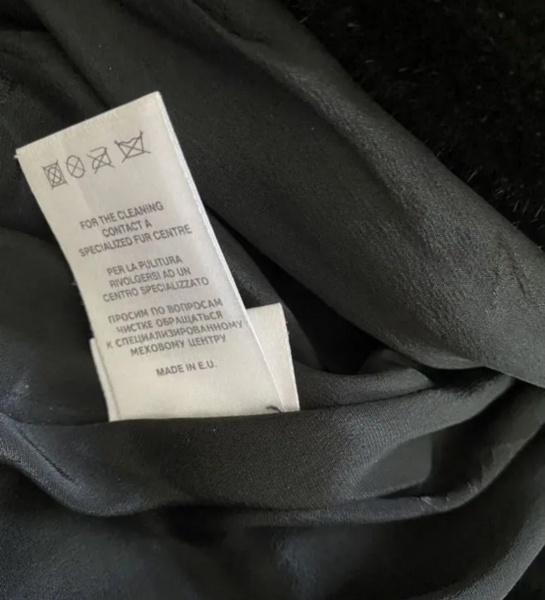 FOR THE CLEANING
CONTACT A
SPECIALIZED FUR CENTRE
PER LA PULITURA
RIVOLGERSI AD UN
CENTRO SPECIALIZZATO
ПРОСИМ ПО ВОПРОСАМ
ЧИСТКЕ ОБРАЩАТЬСЯ
К СПЕЦИАЛИЗИРОВАННОМУ
МЕХОВОМУ ЦЕНТРУ
MADE IN E.U.